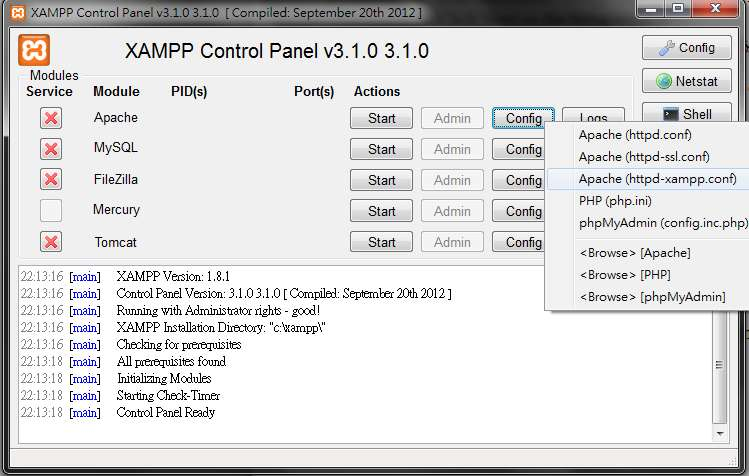 XAMPP Control Panel v3.1.0 3.1.0 [ Compiled: September 20th 2012 ]
XAMPP Control Panel v3.1.0 3.1.0
Config
Modules
Service Module PID(s) Port(s) Actions
Netstat
Shell
Apache Start Admin Config Logs
MySQL Start Admin Config
FileZilla Start Admin Config
Mercury Start Admin Config
Tomcat Start Admin Config
Apache (httpd.conf)
Apache (httpd-ssl.conf)
Apache (httpd-xampp.conf)
PHP (php.ini)
phpMyAdmin (config.inc.php)
<Browse> [Apache]
<Browse> [PHP]
<Browse> [phpMyAdmin]
22:13:16 [main] XAMPP Version: 1.8.1
22:13:16 [main] Control Panel Version: 3.1.0 3.1.0 [ Compiled: September 20th 2012 ]
22:13:16 [main] Running with Administrator rights - good!
22:13:16 [main] XAMPP Installation Directory: "c:\xampp\"
22:13:16 [main] Checking for prerequisites
22:13:18 [main] All prerequisites found
22:13:18 [main] Initializing Modules
22:13:18 [main] Starting Check-Timer
22:13:18 [main] Control Panel Ready